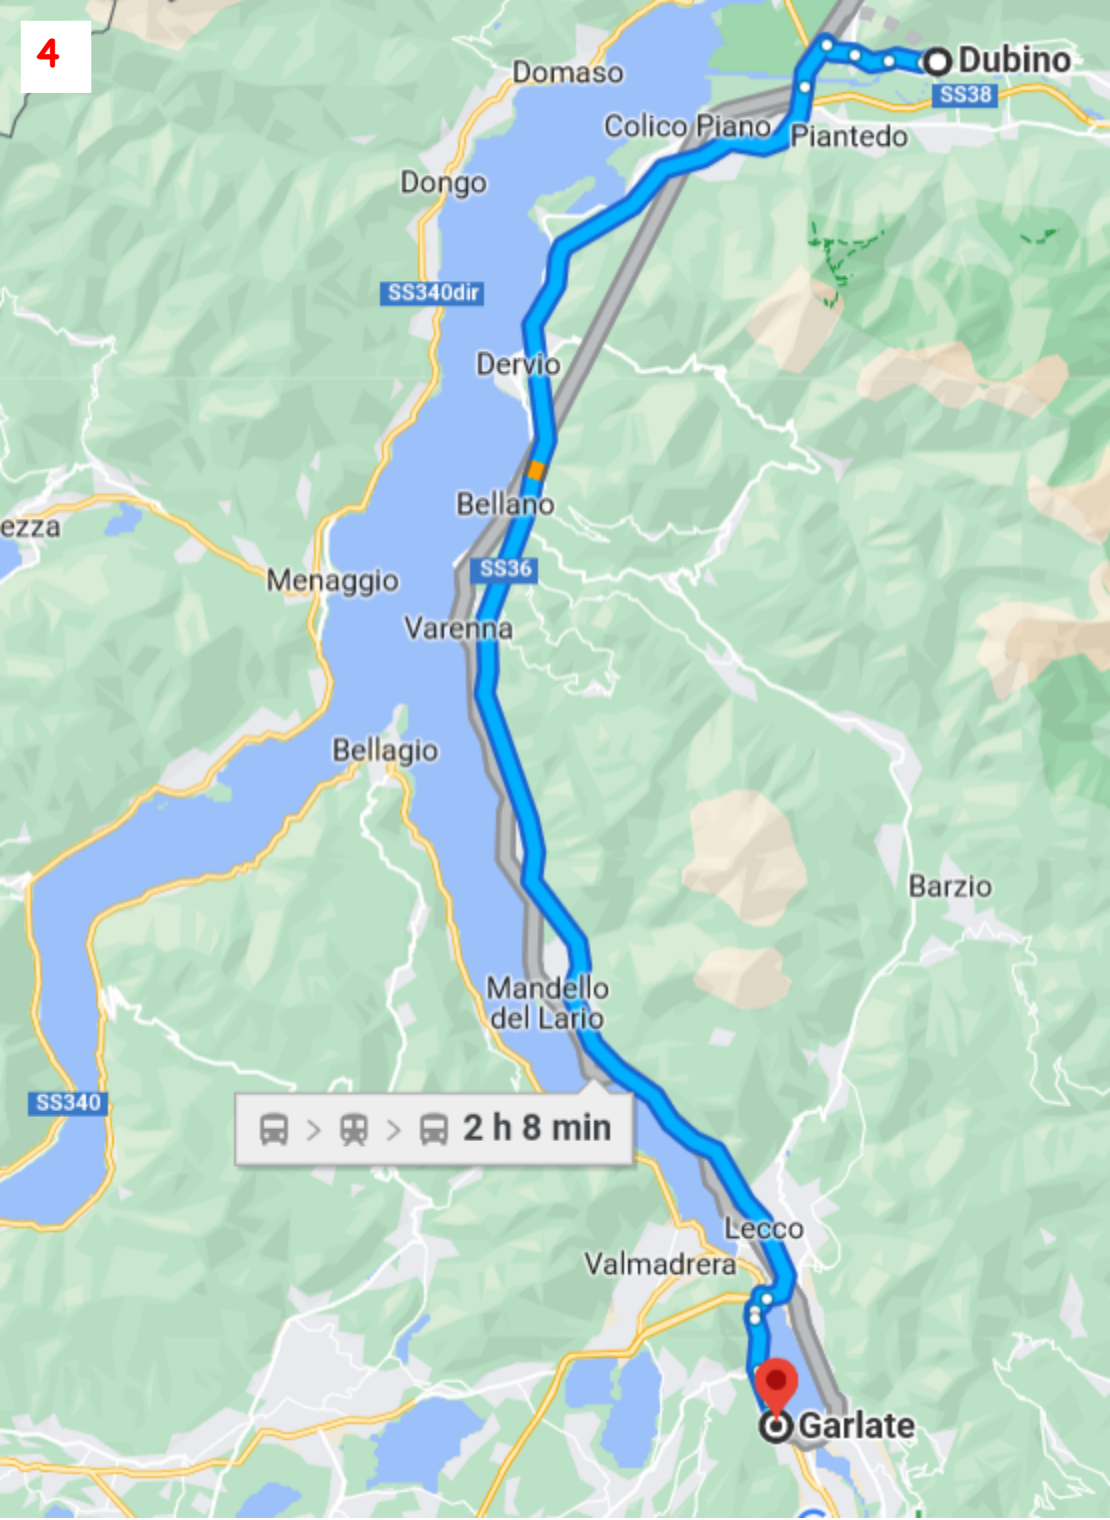 4
Dubino
Domaso
SS38
Colico Piano
Piantedo
Dongo
SS340dir
Dervio
Bellano
ezza
SS36
Menaggio
Varenna
Bellagio
Barzio
Mandello
del Lario
SS340
> > 2 h 8 min
Lecco
Valmadrera
Garlate